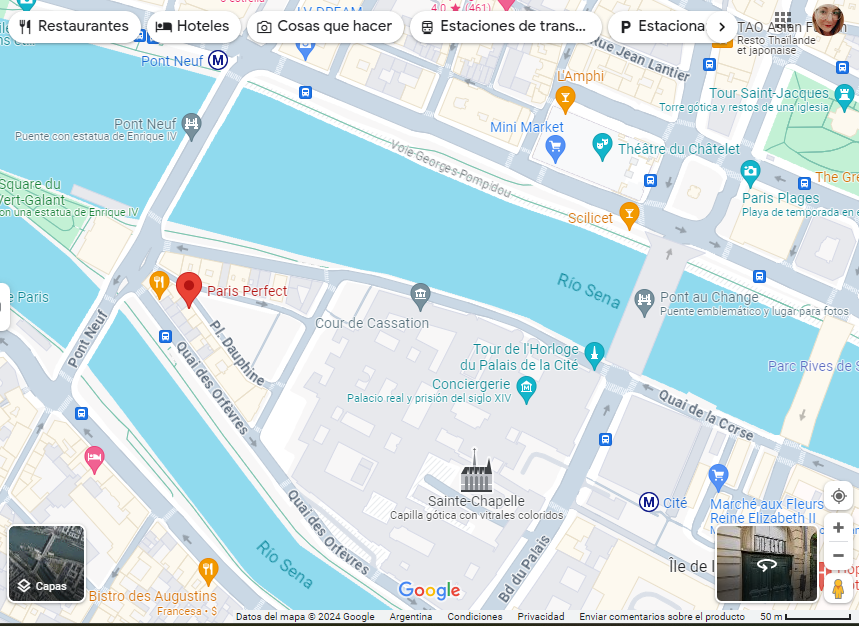 LV DREAM
4,0 ★ (461)
Restaurantes
Hoteles
Cosas que hacer
Estaciones de trans...
P Estaciona
TAO Asian
Resto Thaïlande
et japonaise
Rue Jean Lantier
Pont Neuf M
LAmphi
Tour Saint-Jacques
Torre gótica y restos de una iglesia
Pont Neuf
Puente con estatua de Enrique IV
Mini Market
Théâtre du Châtelet
Voie Georges Pompidou
Square du
Vert-Galant
on una estatua de Enrique IV
The Gre
Paris Plages
Playa de temporada en e
Scilicet
Río Sena
e Paris
Paris Perfect
Pont au Change
Puente emblemático y lugar para fotos
Cour de Cassation
Pont Neuf
Pl. Dauphine
Quai des Orfèvres
Tour de l'Horloge
du Palais de la Cité
Conciergerie
Palacio real y prisión del siglo XIV
Parc Rives de S
Quai de la Corse
Sainte-Chapelle
Capilla gótica con vitrales coloridos
M Cité
Marché aux Fleurs
Reine Elizabeth II
Quai des Orfèvres
Río Sena
Bd du Palais
Île de l
Capas
Bistro des Augustins
Francesa • $
Google
Datos del mapa © 2024 Google
Argentina
Condiciones
Privacidad
Enviar comentarios sobre el producto
50 m